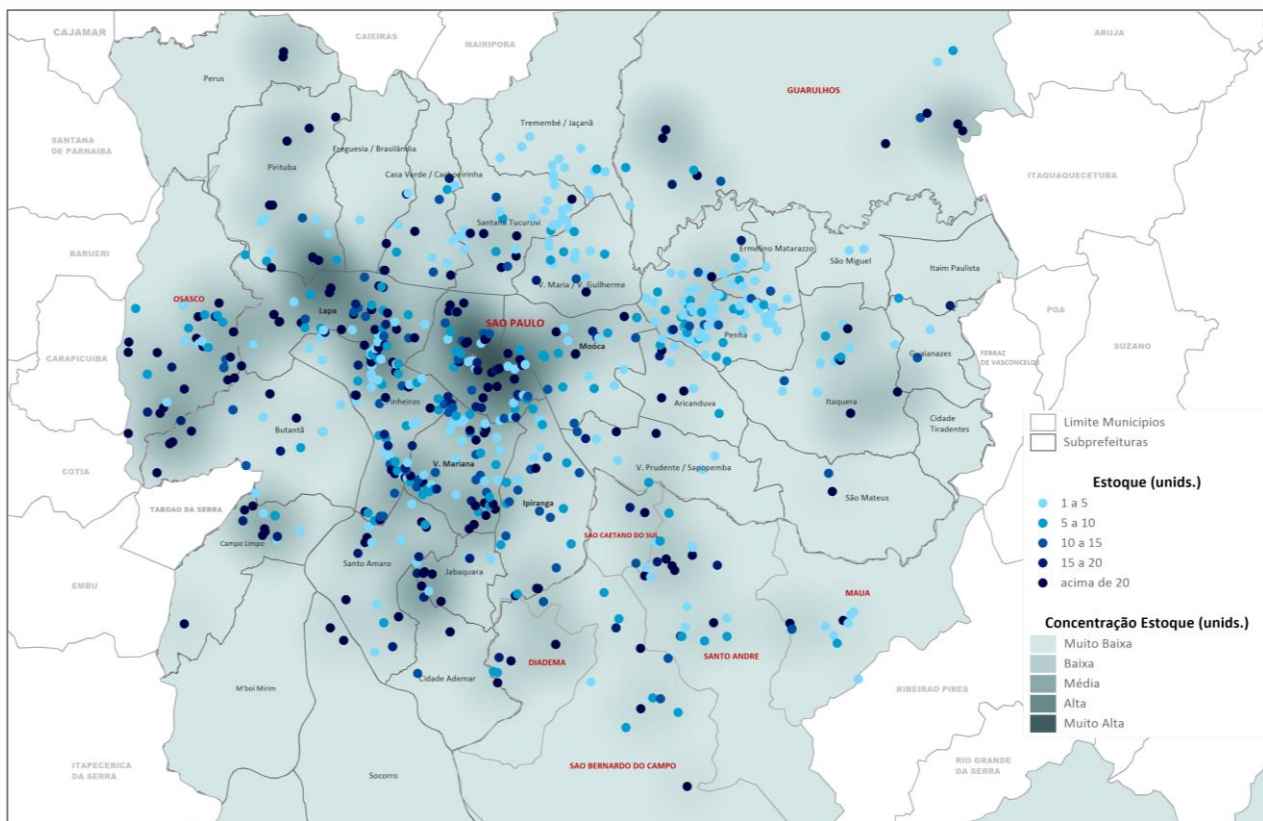 CAJAMAR
CAIEIRAS
MAIRIPORA
ARUJA
Perus
GUARULHOS
Tremembé / Jaçanã
SANTANA
DE PARNAIBA
Freguesia / Brasilândia
Pirituba
Casa Verde / Cachoeirinha
ITAQUAQUECETUBA
Santana Tucuruvi
BARUERI
Ermelino Matarazzo
São Miguel
Itaim Paulista
V. Maria / V. Guilherme
OSASCO
Lapa
SAO PAULO
POA
Penha
Moóca
SUZANO
CARAPICUIBA
Guaianazes
FERRAZ
DE VASCONCELOS
Pinheiros
Aricanduva
Itaquera
Cidade
Tiradentes
Butantã
COTIA
V. Mariana
V. Prudente / Sapopemba
São Mateus
TABOAO DA SERRA
Ipiranga
Campo Limpo
SAO CAETANO DO SUL
Santo Amaro
Jabaquara
EMBU
MAUA
DIADEMA
SANTO ANDRE
Cidade Ademar
M'boi Mirim
RIBEIRAO PIRES
ITAPECERICA
DA SERRA
Socorro
SAO BERNARDO DO CAMPO
RIO GRANDE
DA SERRA
Limite Municípios
Subprefeituras
Estoque (unids.)
1 a 5
5 a 10
10 a 15
15 a 20
acima de 20
Concentração Estoque (unids.)
Muito Baixa
Baixa
Média
Alta
Muito Alta